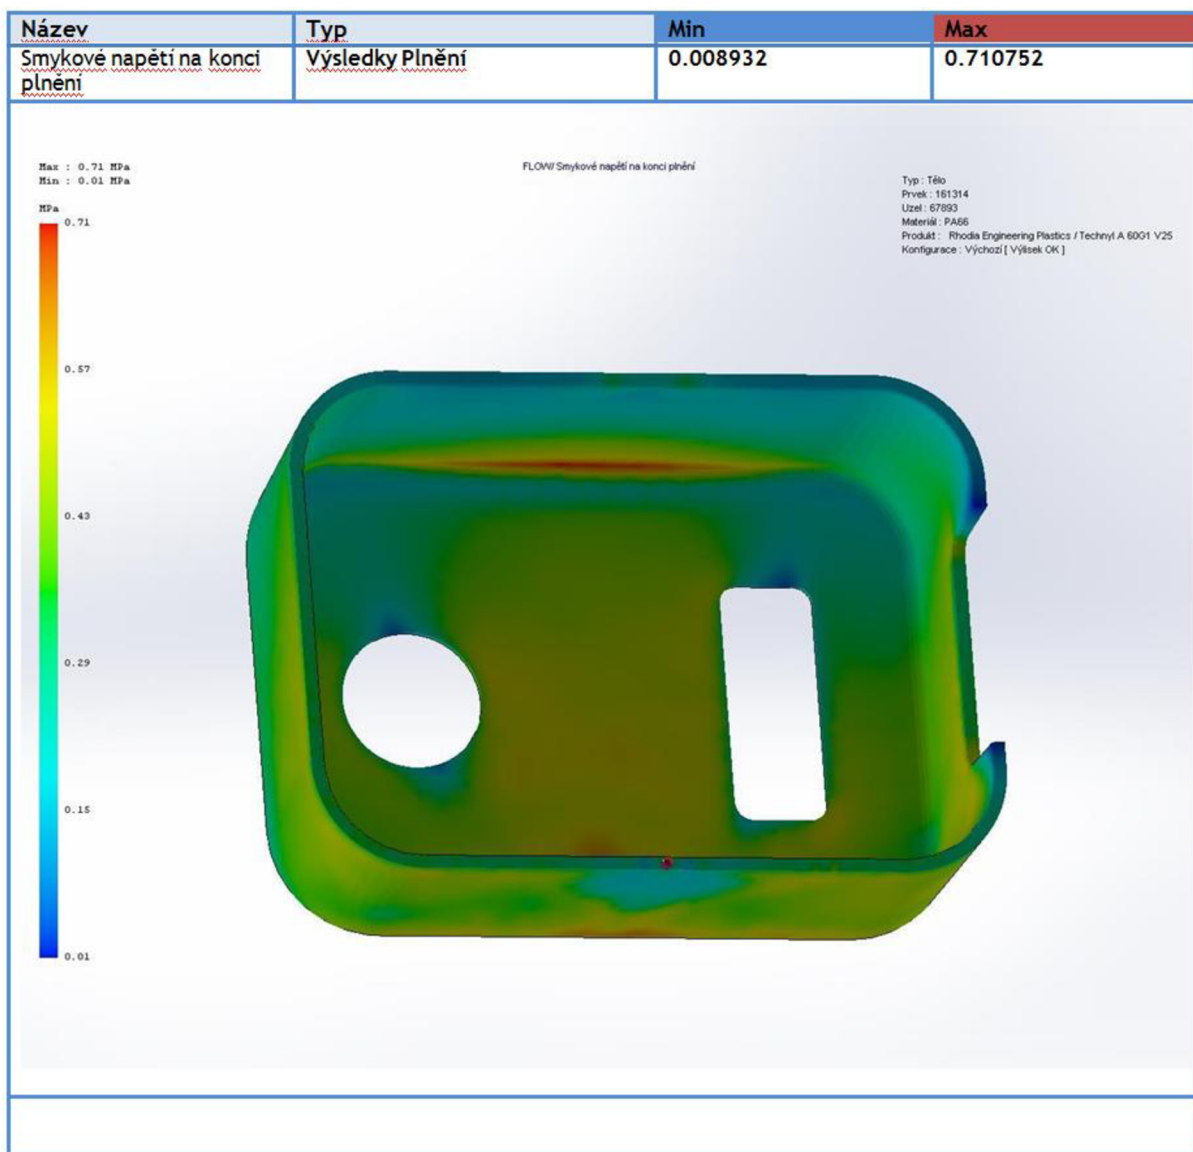 Název Typ Min Max
Smykové napětí na konci plnění Výsledky Plnění 0.008932 0.710752
Max : 0.71 MPa
Min : 0.01 MPa
FLOW/ Smykové napětí na konci plnění
Typ : Tělo
Prvek : 161314
Uzel : 67893
Materiál : PA66
Produkt : Rhodia Engineering Plastics / Technyl A 60G1 V25
Konfigurace : Výchozí [ Výlisek OK ]
MPa
0.71
0.57
0.43
0.29
0.15
0.01